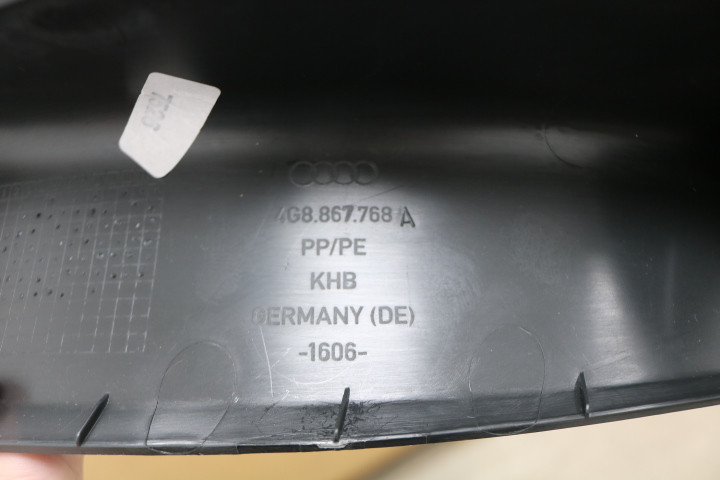 4G8.867.768 A
PP/PE
KHB
GERMANY (DE)
-1606-